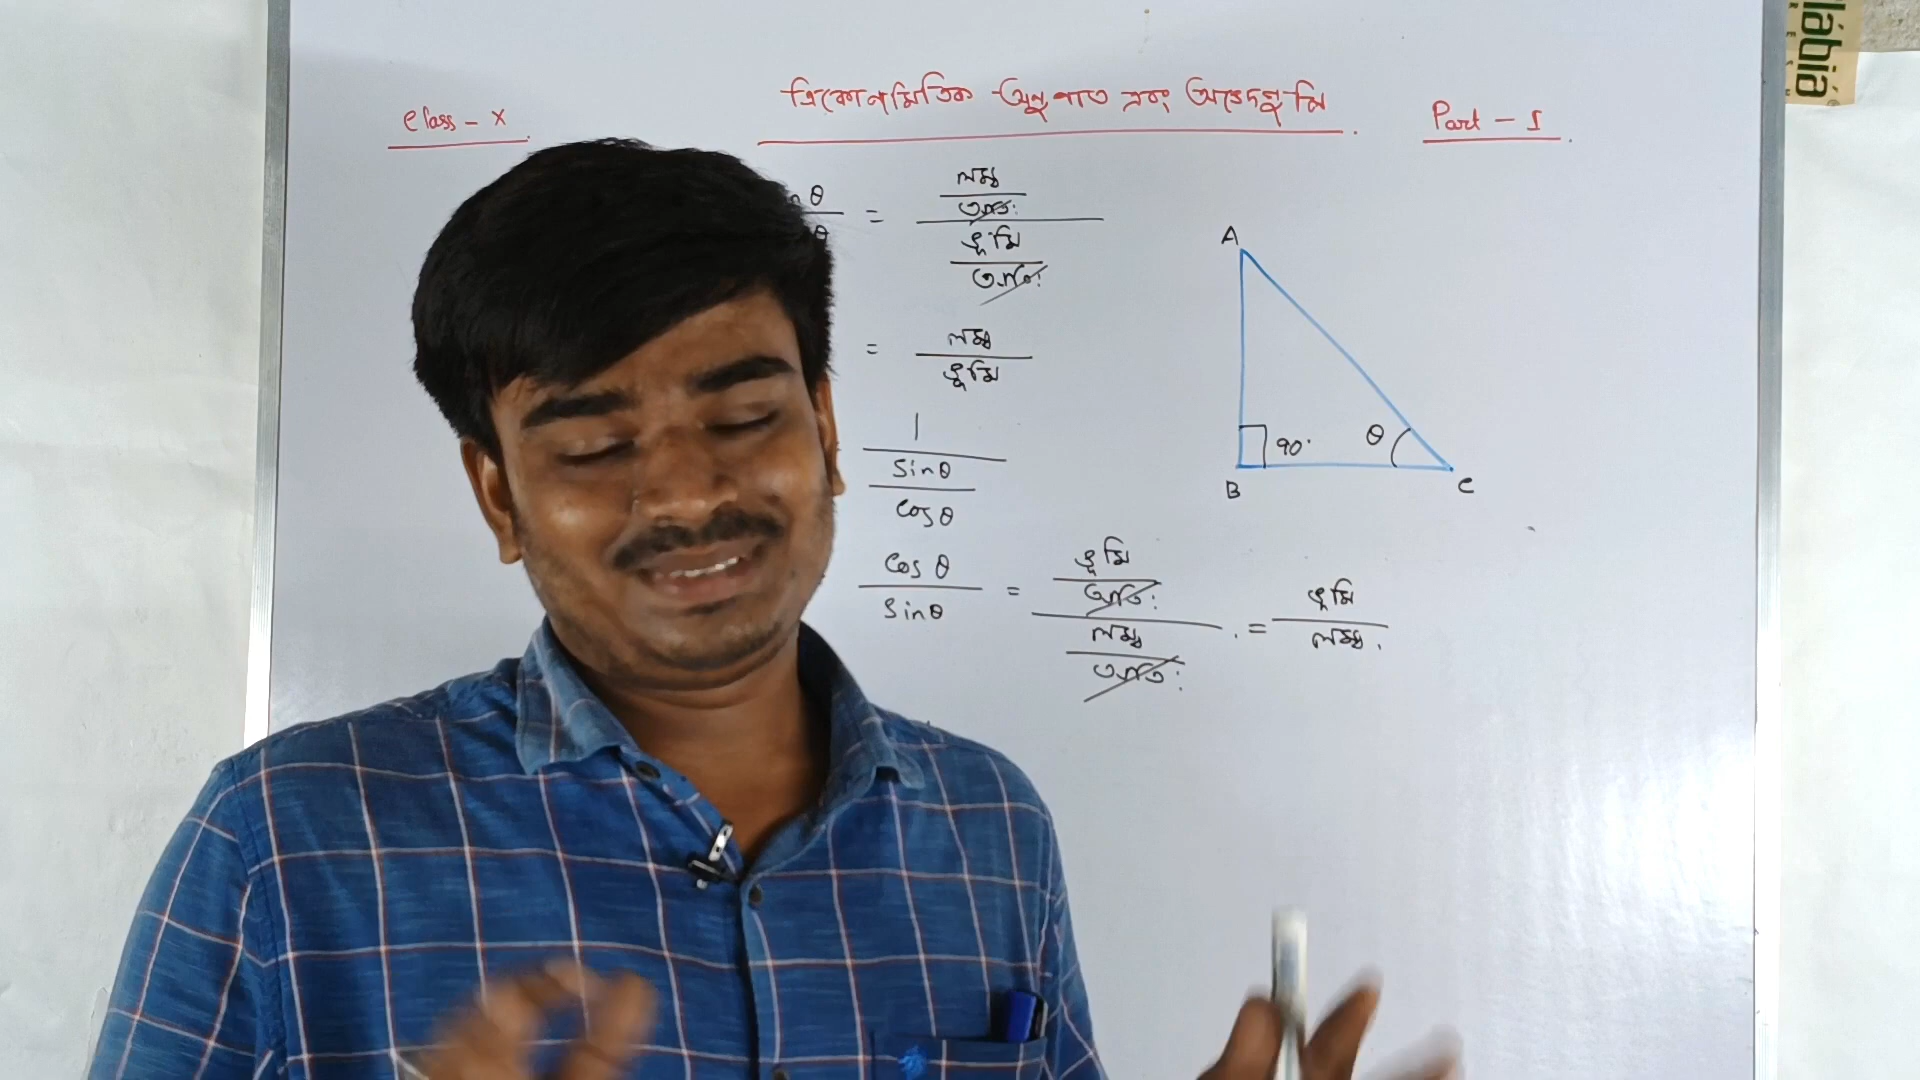 Class - X
ত্রিকোণমিতিক অনুপাত এবং অভেদাবলি
Part - I
θ = লম্ব / অতি: / ভূমি / অতি:
θ
= লম্ব / ভূমি
1 / sinθ / cosθ
cos θ / sinθ = ভূমি / অতি: / লম্ব / অতি: . = ভূমি / লম্ব .
A
90°
θ
B
C
labia